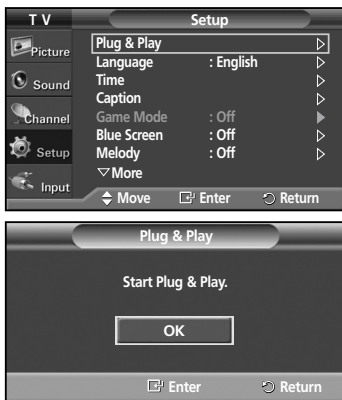 T V
Setup
Picture
Sound
Channel
Setup
Input
Plug & Play
Language : English
Time
Caption
Game Mode : Off
Blue Screen : Off
Melody : Off
▽More
Move Enter Return
Plug & Play
Start Plug & Play.
OK
Enter Return